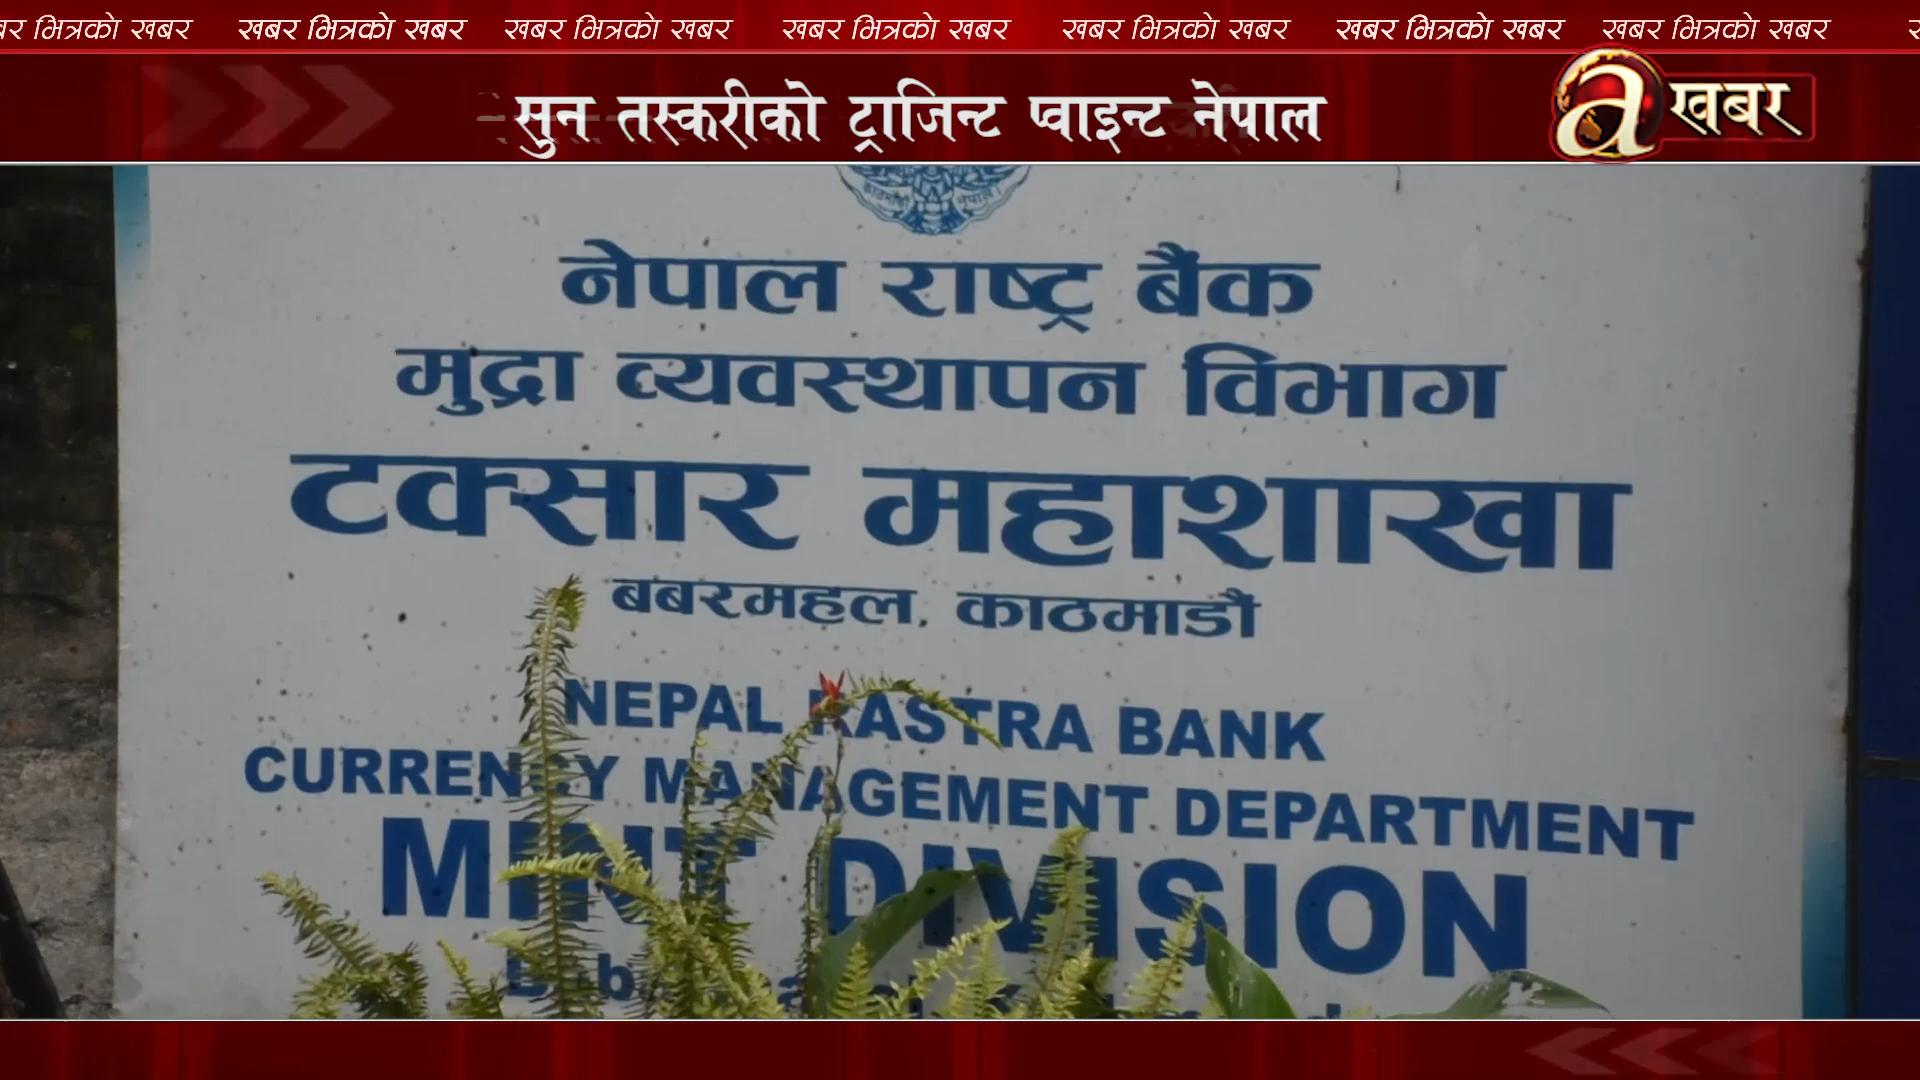 खबर भित्रको खबर खबर भित्रको खबर खबर भित्रको खबर खबर भित्रको खबर खबर भित्रको खबर खबर भित्रको खबर
सुन तस्करीको ट्राजिन्ट प्वाइन्ट नेपाल
a खबर
नेपाल राष्ट्र बैंक
मुद्रा व्यवस्थापन विभाग
टक्सार महाशाखा
बबरमहल, काठमाडौं
NEPAL RASTRA BANK
CURRENCY MANAGEMENT DEPARTMENT
MINT DIVISION